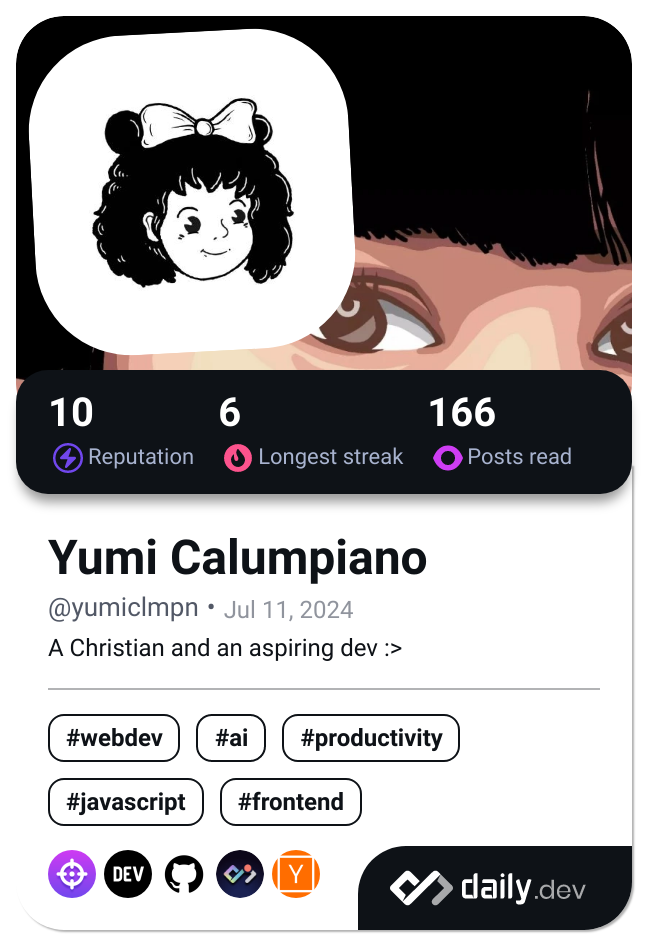 10 6 166
Reputation Longest streak Posts read
Yumi Calumpiano
@yumiclmpn • Jul 11, 2024
A Christian and an aspiring dev :>
#webdev #ai #productivity
#javascript #frontend
DEV Y
daily.dev